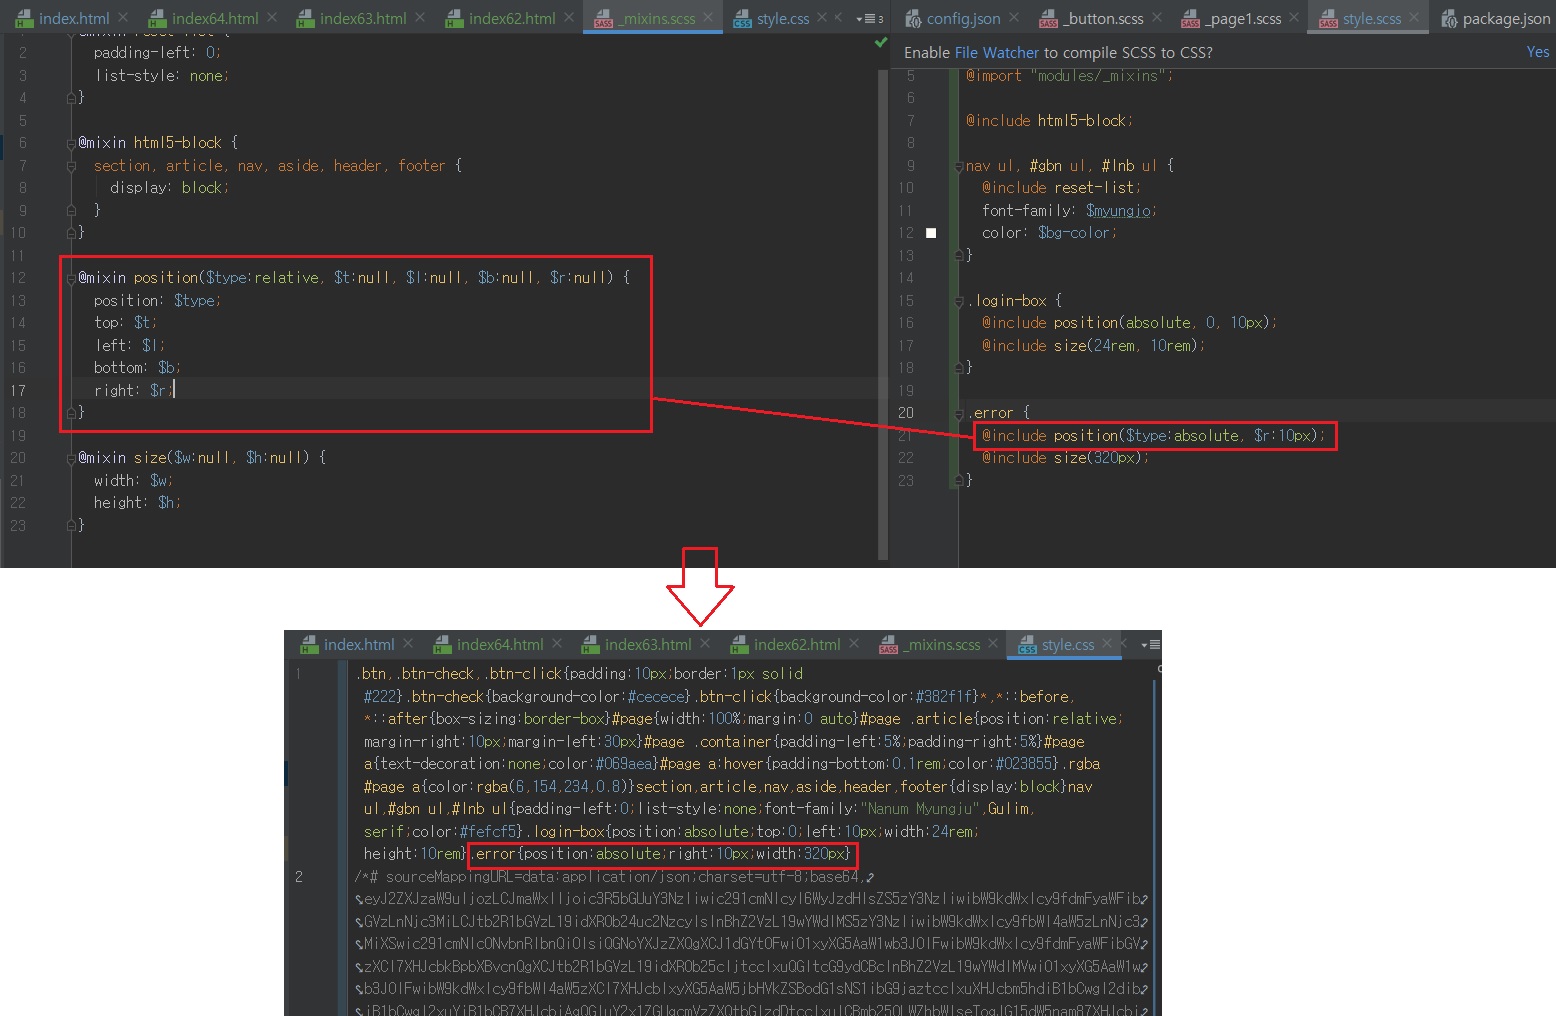 index.html
index64.html
index63.html
index62.html
_mixins.scss
style.css
3
2 padding-left: 0;
3 list-style: none;
4 }
5
6 @mixin html5-block {
7 section, article, nav, aside, header, footer {
8 display: block;
9 }
10 }
11
12 @mixin position($type:relative, $t:null, $l:null, $b:null, $r:null) {
13 position: $type;
14 top: $t;
15 left: $l;
16 bottom: $b;
17 right: $r;
18 }
19
20 @mixin size($w:null, $h:null) {
21 width: $w;
22 height: $h;
23 }
config.json
_button.scss
_page1.scss
style.scss
package.json
Enable File Watcher to compile SCSS to CSS?
Yes
5 @import "modules/_mixins";
6
7 @include html5-block;
8
9 nav ul, #gbn ul, #lnb ul {
10 @include reset-list;
11 font-family: $myungjo;
12 color: $bg-color;
13 }
14
15 .login-box {
16 @include position(absolute, 0, 10px);
17 @include size(24rem, 10rem);
18 }
19
20 .error {
21 @include position($type:absolute, $r:10px);
22 @include size(320px);
23 }
index.html
index64.html
index63.html
index62.html
_mixins.scss
style.css
1 .btn,.btn-check,.btn-click{padding:10px;border:1px solid
#222}.btn-check{background-color:#cecece}.btn-click{background-color:#382f1f}*,*::before,
*::after{box-sizing:border-box}#page{width:100%;margin:0 auto}#page .article{position:relative;
margin-right:10px;margin-left:30px}#page .container{padding-left:5%;padding-right:5%}#page
a{text-decoration:none;color:#069aea}#page a:hover{padding-bottom:0.1rem;color:#023855}.rgba
#page a{color:rgba(6,154,234,0.8)}section,article,nav,aside,header,footer{display:block}nav
ul,#gbn ul,#lnb ul{padding-left:0;list-style:none;font-family:"Nanum Myungju",Gulim,
serif;color:#fefcf5}.login-box{position:absolute;top:0;left:10px;width:24rem;
height:10rem}.error{position:absolute;right:10px;width:320px}
2 /*# sourceMappingURL=data:application/json;charset=utf-8;base64,